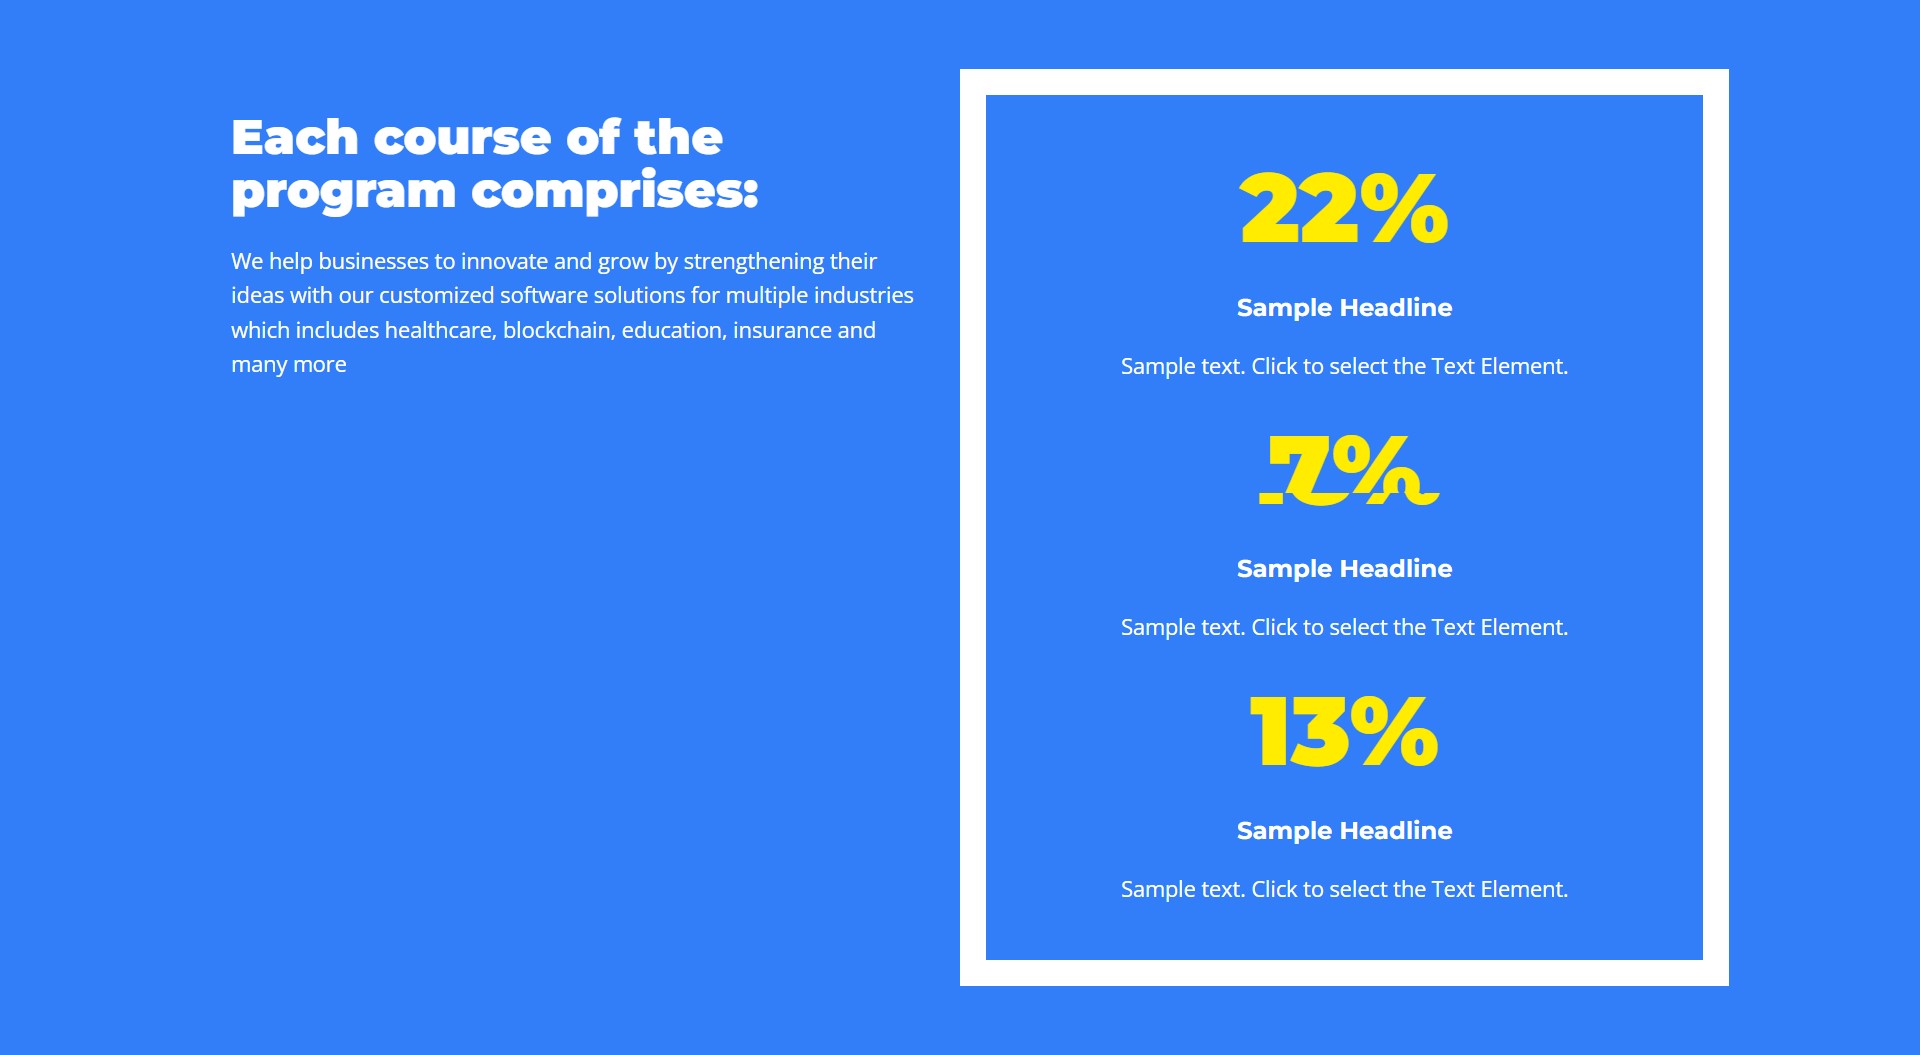 Each course of the
program comprises:
We help businesses to innovate and grow by strengthening their
ideas with our customized software solutions for multiple industries
which includes healthcare, blockchain, education, insurance and
many more
22%
Sample Headline
Sample text. Click to select the Text Element.
Sample Headline
Sample text. Click to select the Text Element.
13%
Sample Headline
Sample text. Click to select the Text Element.